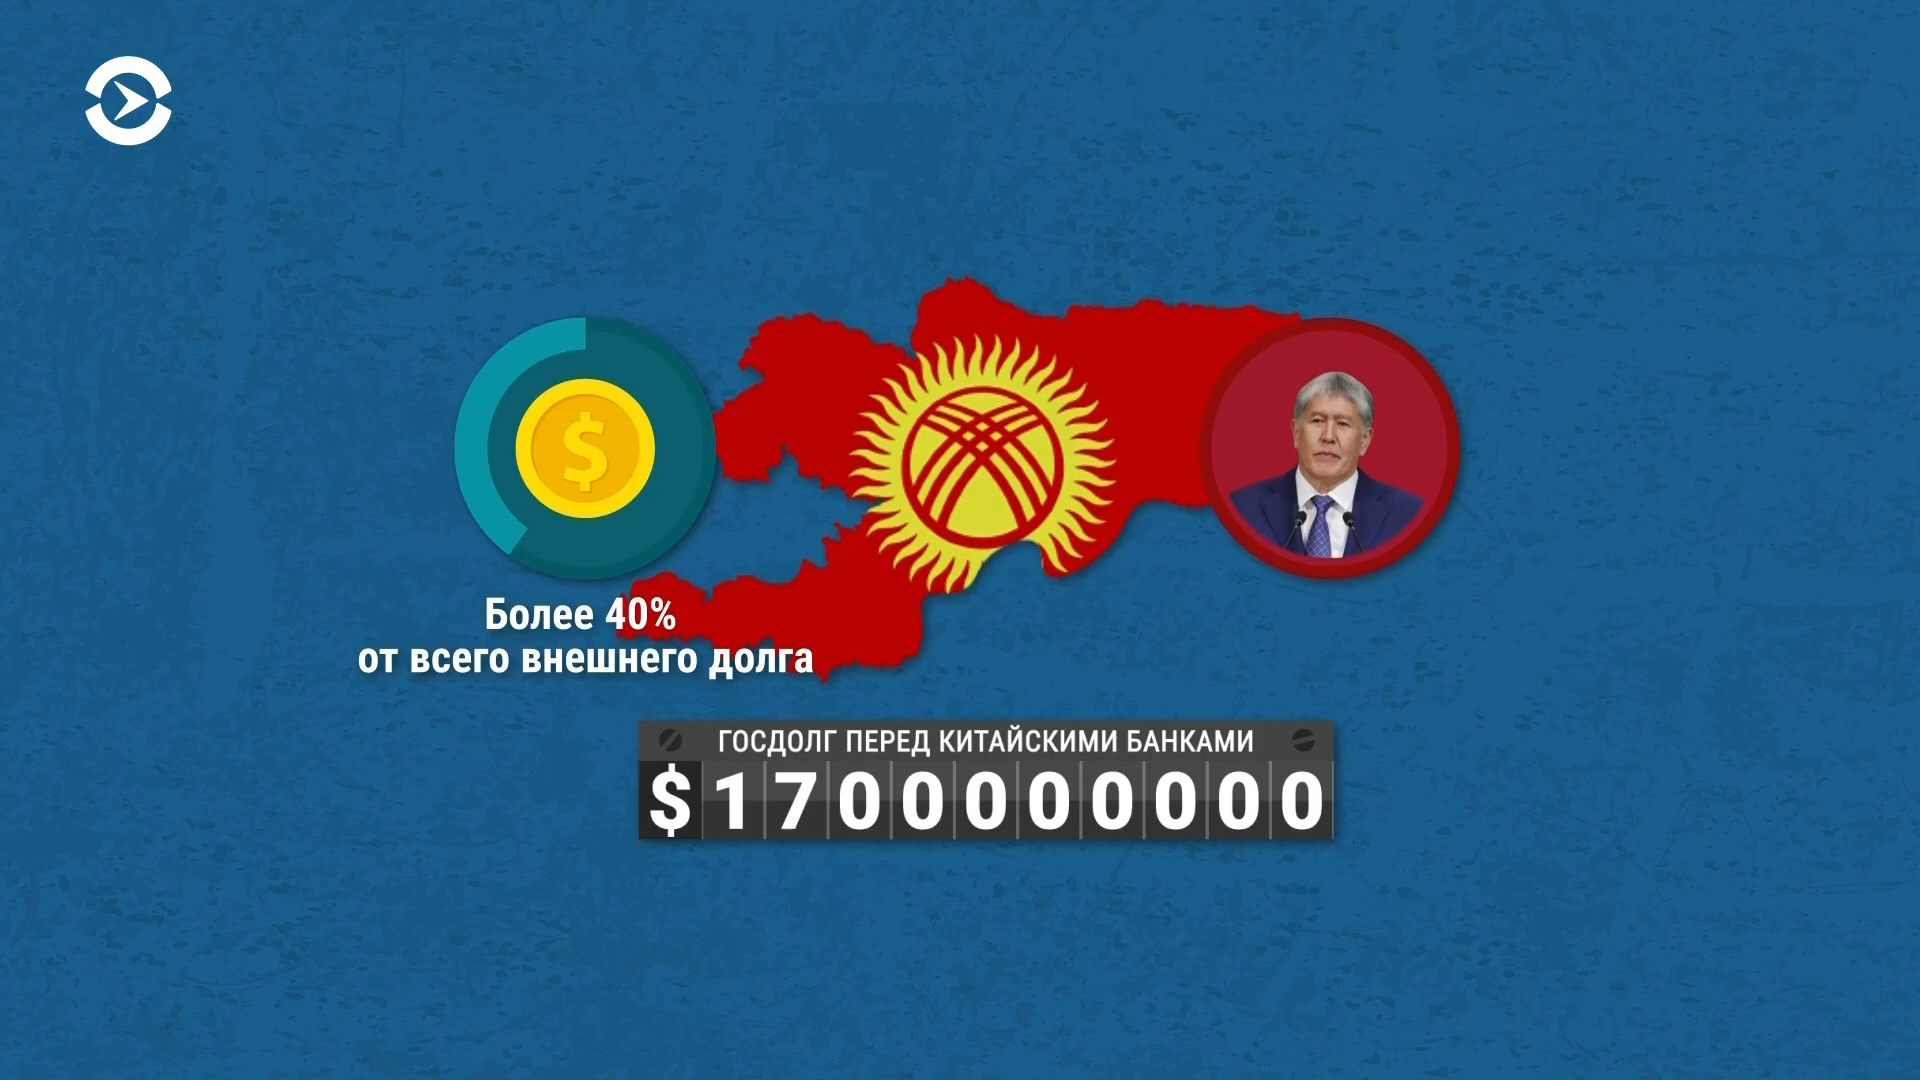 Более 40%
от всего внешнего долга
ГОСДОЛГ ПЕРЕД КИТАЙСКИМИ БАНКАМИ
$1700000000